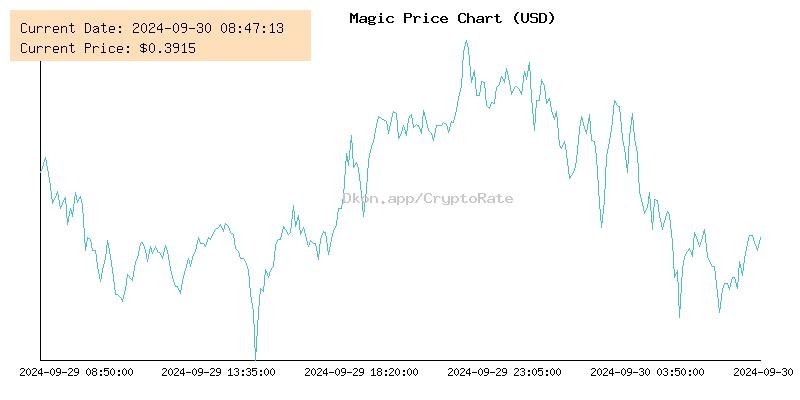 Magic Price Chart (USD)
Current Date: 2024-09-30 08:47:13
Current Price: $0.3915
Okon.app/CryptoRate
2024-09-29 08:50:00
2024-09-29 13:35:00
2024-09-29 18:20:00
2024-09-29 23:05:00
2024-09-30 03:50:00
2024-09-30